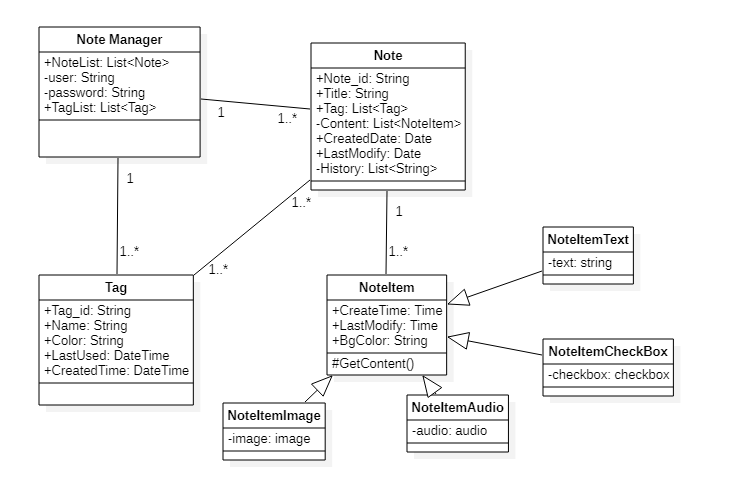 Note Manager
+NoteList: List<Note>
-user: String
-password: String
+TagList: List<Tag>
Note
+Note_id: String
+Title: String
+Tag: List<Tag>
-Content: List<NoteItem>
+CreatedDate: Date
+LastModify: Date
-History: List<String>
1
1..*
1
1..*
1..*
1..*
1
1..*
Tag
+Tag_id: String
+Name: String
+Color: String
+LastUsed: DateTime
+CreatedTime: DateTime
NoteItem
+CreateTime: Time
+LastModify: Time
+BgColor: String
#GetContent()
NoteItemText
-text: string
NoteItemCheckBox
-checkbox: checkbox
NoteItemImage
-image: image
NoteItemAudio
-audio: audio